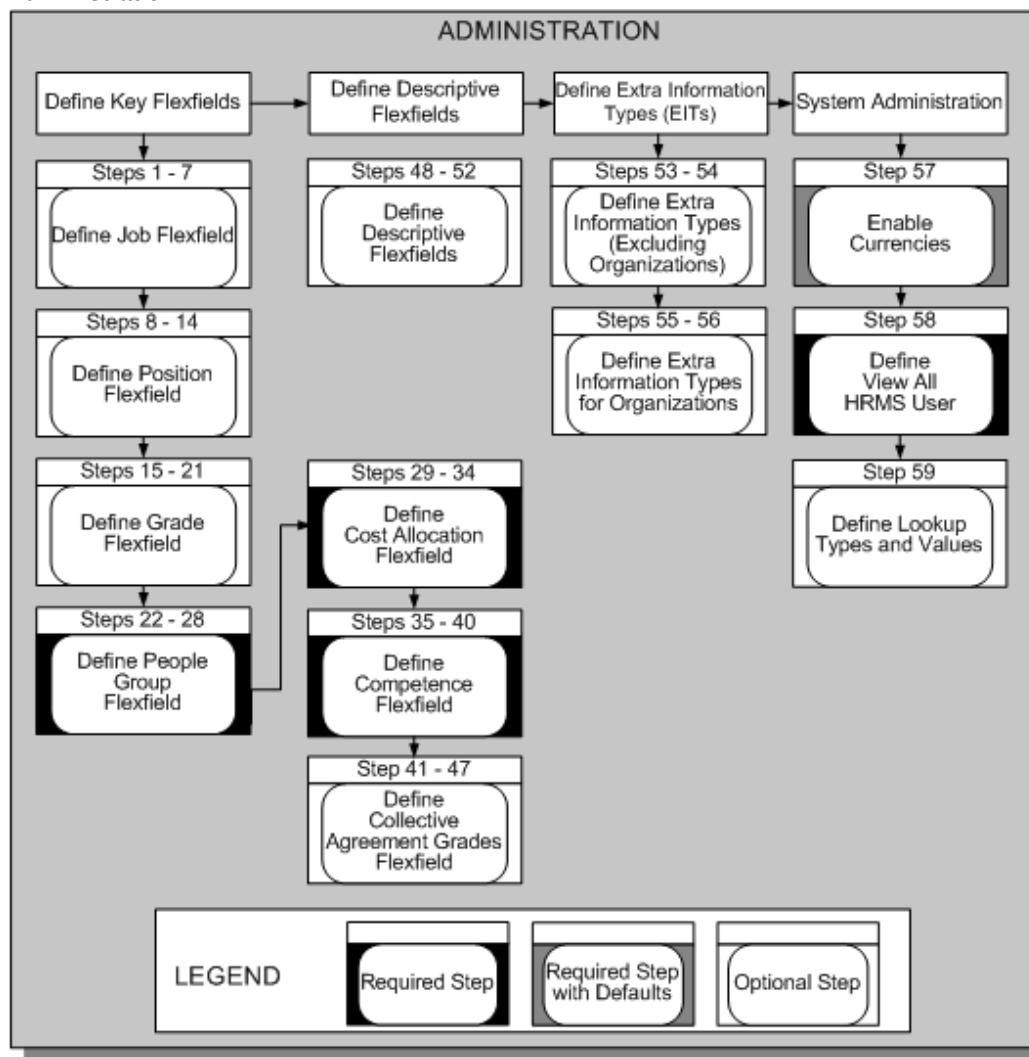 ADMINISTRATION
Define Key Flexfields
Define Descriptive
Flexfields
Define Extra Information
Types (EITs)
System Administration
Steps 1 - 7
Define Job Flexfield
Steps 48 - 52
Define
Descriptive
Flexfields
Steps 53 - 54
Define Extra
Information Types
(Excluding
Organizations)
Step 57
Enable
Currencies
Steps 8 - 14
Define Position
Flexfield
Steps 55 - 56
Define Extra
Information Types
for Organizations
Step 58
Define
View All
HRMS User
Steps 15 - 21
Define Grade
Flexfield
Steps 29 - 34
Define
Cost Allocation
Flexfield
Step 59
Define Lookup
Types and Values
Steps 22 - 28
Define People
Group
Flexfield
Steps 35 - 40
Define
Competence
Flexfield
Step 41 - 47
Define
Collective
Agreement Grades
Flexfield
LEGEND
Required Step
Required Step
with Defaults
Optional Step